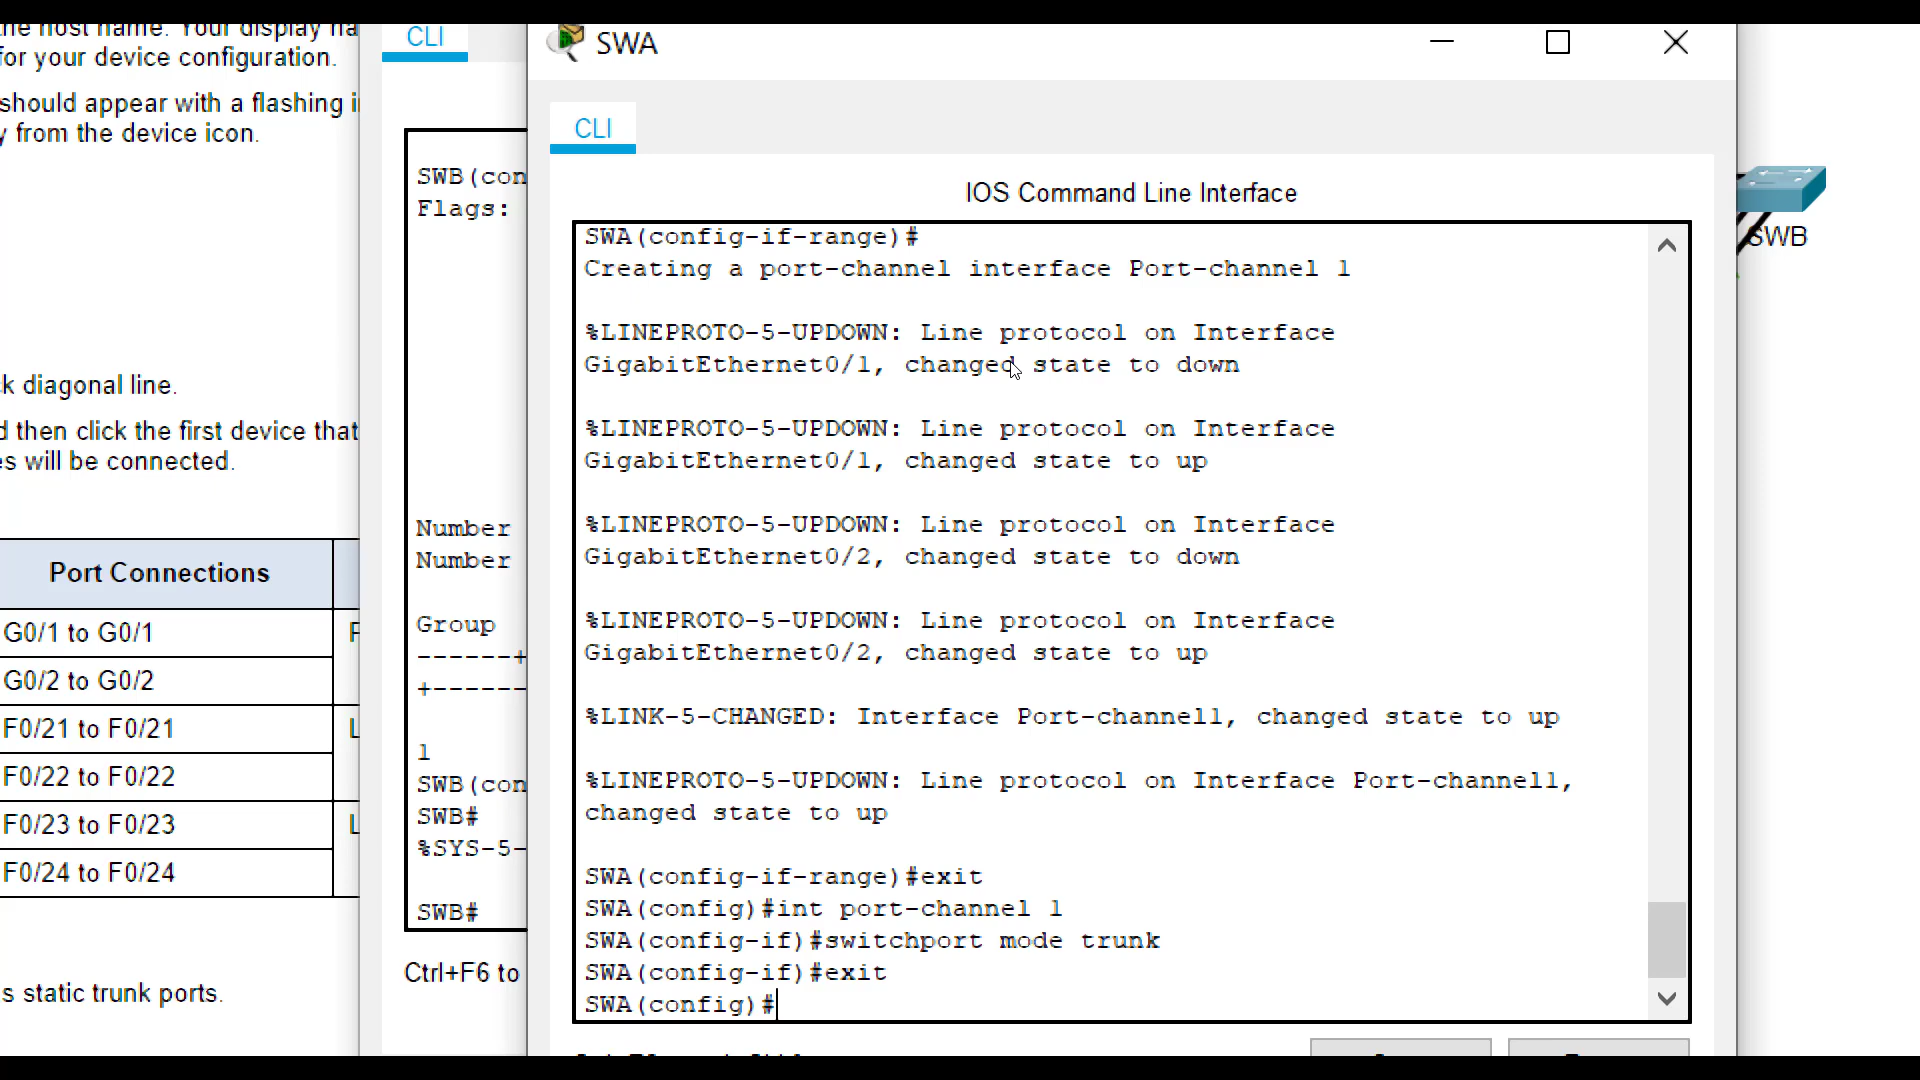 the host name. Your display na
for your device configuration.
should appear with a flashing i
y from the device icon.
k diagonal line.
d then click the first device that
es will be connected.
Port Connections
G0/1 to G0/1
G0/2 to G0/2
F0/21 to F0/21
F0/22 to F0/22
F0/23 to F0/23
F0/24 to F0/24
s static trunk ports.
CLI
SWB(con
Flags:
Number
Number
Group
------+
+------
1
SWB(con
SWB#
%SYS-5-
SWB#
Ctrl+F6 to
SWA
CLI
IOS Command Line Interface
SWA(config-if-range)#
Creating a port-channel interface Port-channel 1
%LINEPROTO-5-UPDOWN: Line protocol on Interface
GigabitEthernet0/1, changed state to down
%LINEPROTO-5-UPDOWN: Line protocol on Interface
GigabitEthernet0/1, changed state to up
%LINEPROTO-5-UPDOWN: Line protocol on Interface
GigabitEthernet0/2, changed state to down
%LINEPROTO-5-UPDOWN: Line protocol on Interface
GigabitEthernet0/2, changed state to up
%LINK-5-CHANGED: Interface Port-channel1, changed state to up
%LINEPROTO-5-UPDOWN: Line protocol on Interface Port-channel1,
changed state to up
SWA(config-if-range)#exit
SWA(config)#int port-channel 1
SWA(config-if)#switchport mode trunk
SWA(config-if)#exit
SWA(config)#
SWB